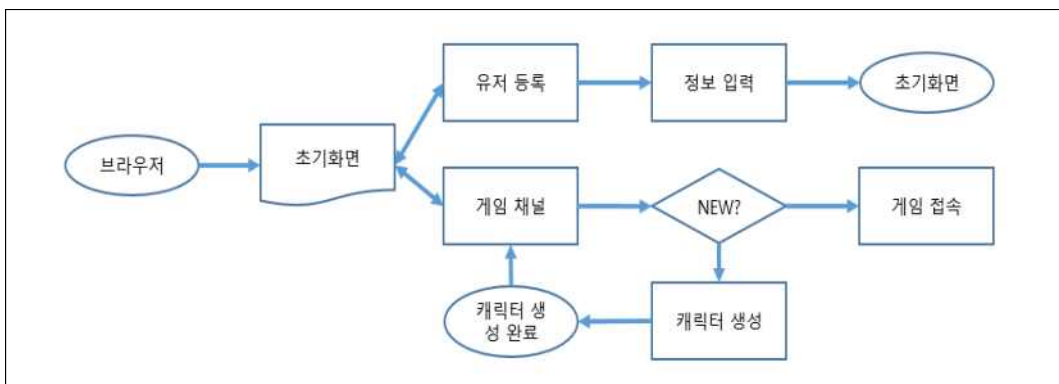 유저 등록
정보 입력
초기화면
브라우저
초기화면
게임 채널
NEW?
게임 접속
캐릭터 생
성 완료
캐릭터 생성